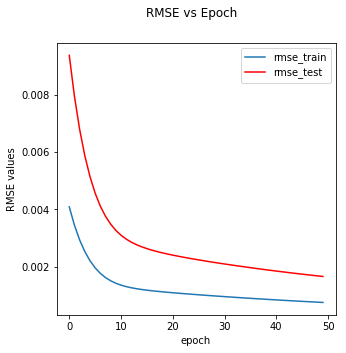 RMSE vs Epoch
rmse_train
rmse_test
0.008
0.006
0.004
0.002
RMSE values
0 10 20 30 40 50
epoch